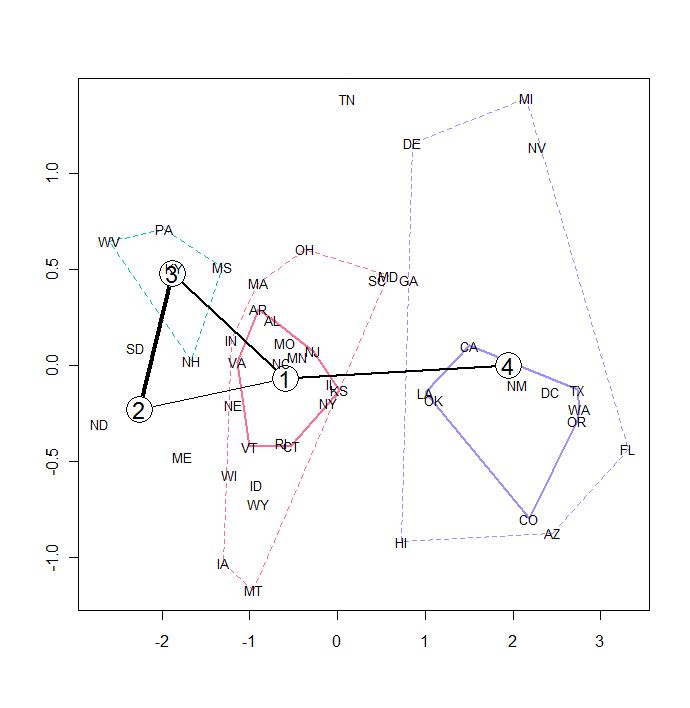 TN
MI
DE
NV
1.0
PA
WV
OH
MS
3
0.5
MD
SC
GA
MA
AR
AL
IN
MO
NJ
CA
SD
MN
0.0
NH
VA
NC
1
4
IL
KS
NM
TX
DC
LA
OK
NE
NY
2
WA
OR
ND
VT
RI
CT
FL
-0.5
ME
WI
ID
WY
CO
AZ
HI
-1.0
IA
MT
-2
-1
0
1
2
3